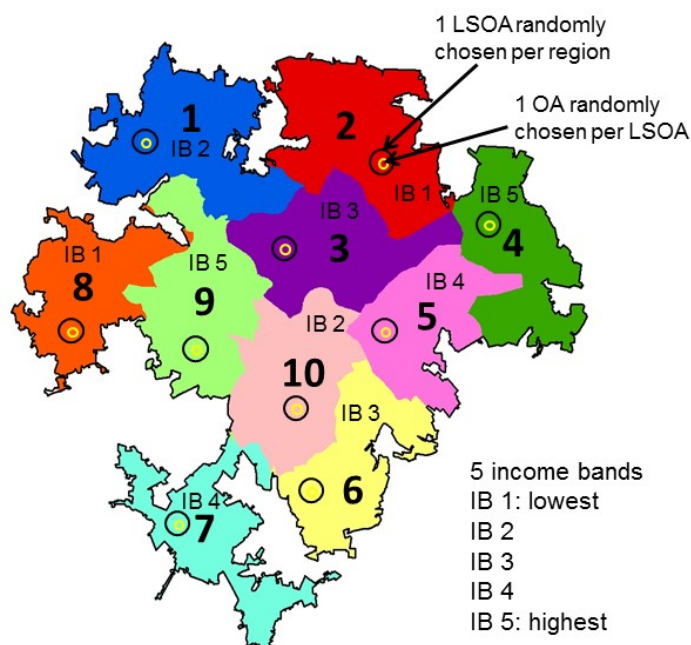 1 LSOA randomly
chosen per region
1 OA randomly
chosen per LSOA
1
IB 2
2
IB 1
IB 3
3
IB 5
4
IB 1
8
IB 5
9
IB 4
5
IB 2
10
IB 3
6
IB 4
7
5 income bands
IB 1: lowest
IB 2
IB 3
IB 4
IB 5: highest